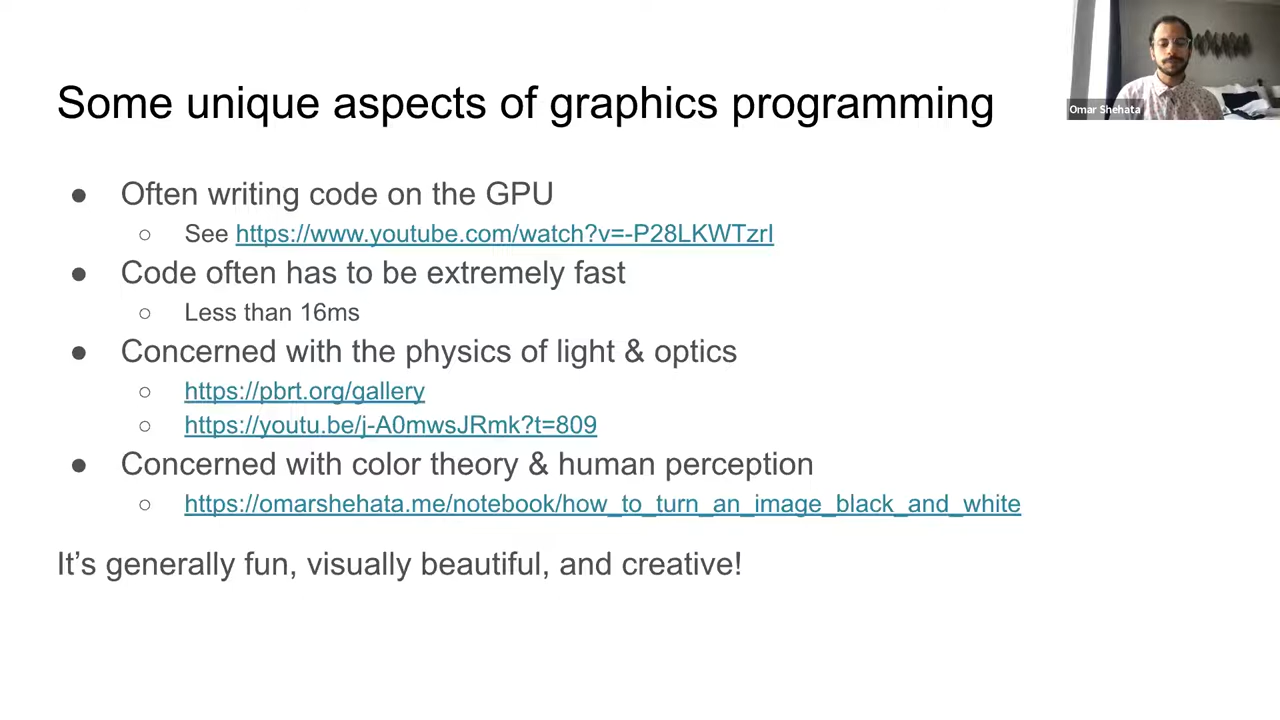 Some unique aspects of graphics programming
Omar Shehata
● Often writing code on the GPU
○ See https://www.youtube.com/watch?v=-P28LKWTzrI
● Code often has to be extremely fast
○ Less than 16ms
● Concerned with the physics of light & optics
○ https://pbrt.org/gallery
○ https://youtu.be/j-A0mwsJRmk?t=809
● Concerned with color theory & human perception
○ https://omarshehata.me/notebook/how_to_turn_an_image_black_and_white
It’s generally fun, visually beautiful, and creative!